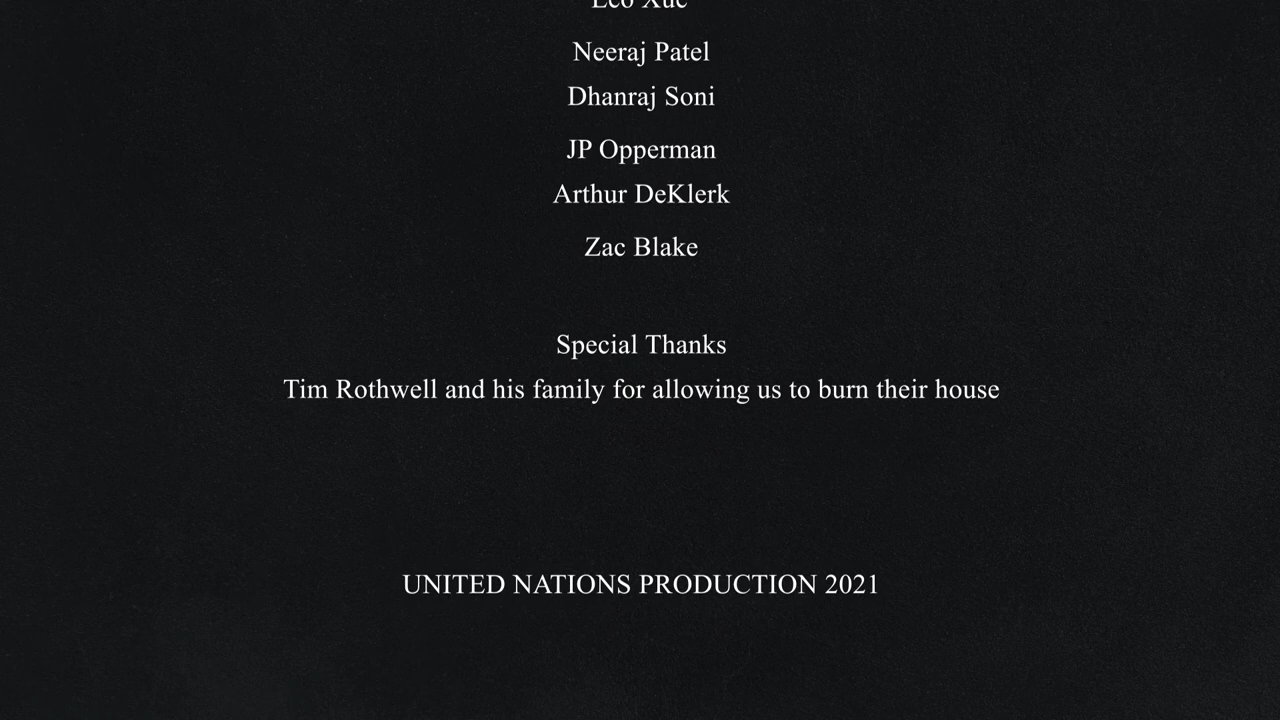 Neeraj Patel
Dhanraj Soni
JP Opperman
Arthur DeKlerk
Zac Blake
Special Thanks
Tim Rothwell and his family for allowing us to burn their house
UNITED NATIONS PRODUCTION 2021